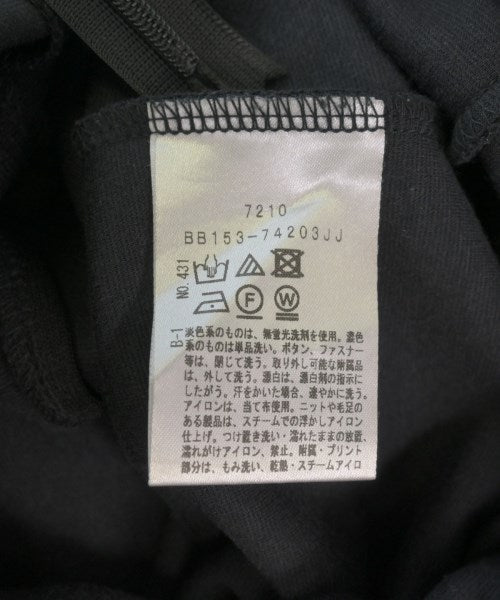 7210
BB153-74203JJ
B-1 NO.431
F W
淡色系のものは、無蛍光洗剤を使用。濃色
系のものは単品洗い。ボタン、ファスナー
等は、閉じて洗う。取り外し可能な附属品
は、外して洗う。漂白は、漂白剤の指示に
したがう。汗をかいた場合、速やかに洗う。
アイロンは、当て布使用。ニットや毛足の
ある製品は、スチームでの浮かしアイロン
仕上げ。つけ置き洗い・濡れたままの放置、
濡れがけアイロン、禁止。附属・プリント
部分は、もみ洗い、乾熱・スチームアイロ